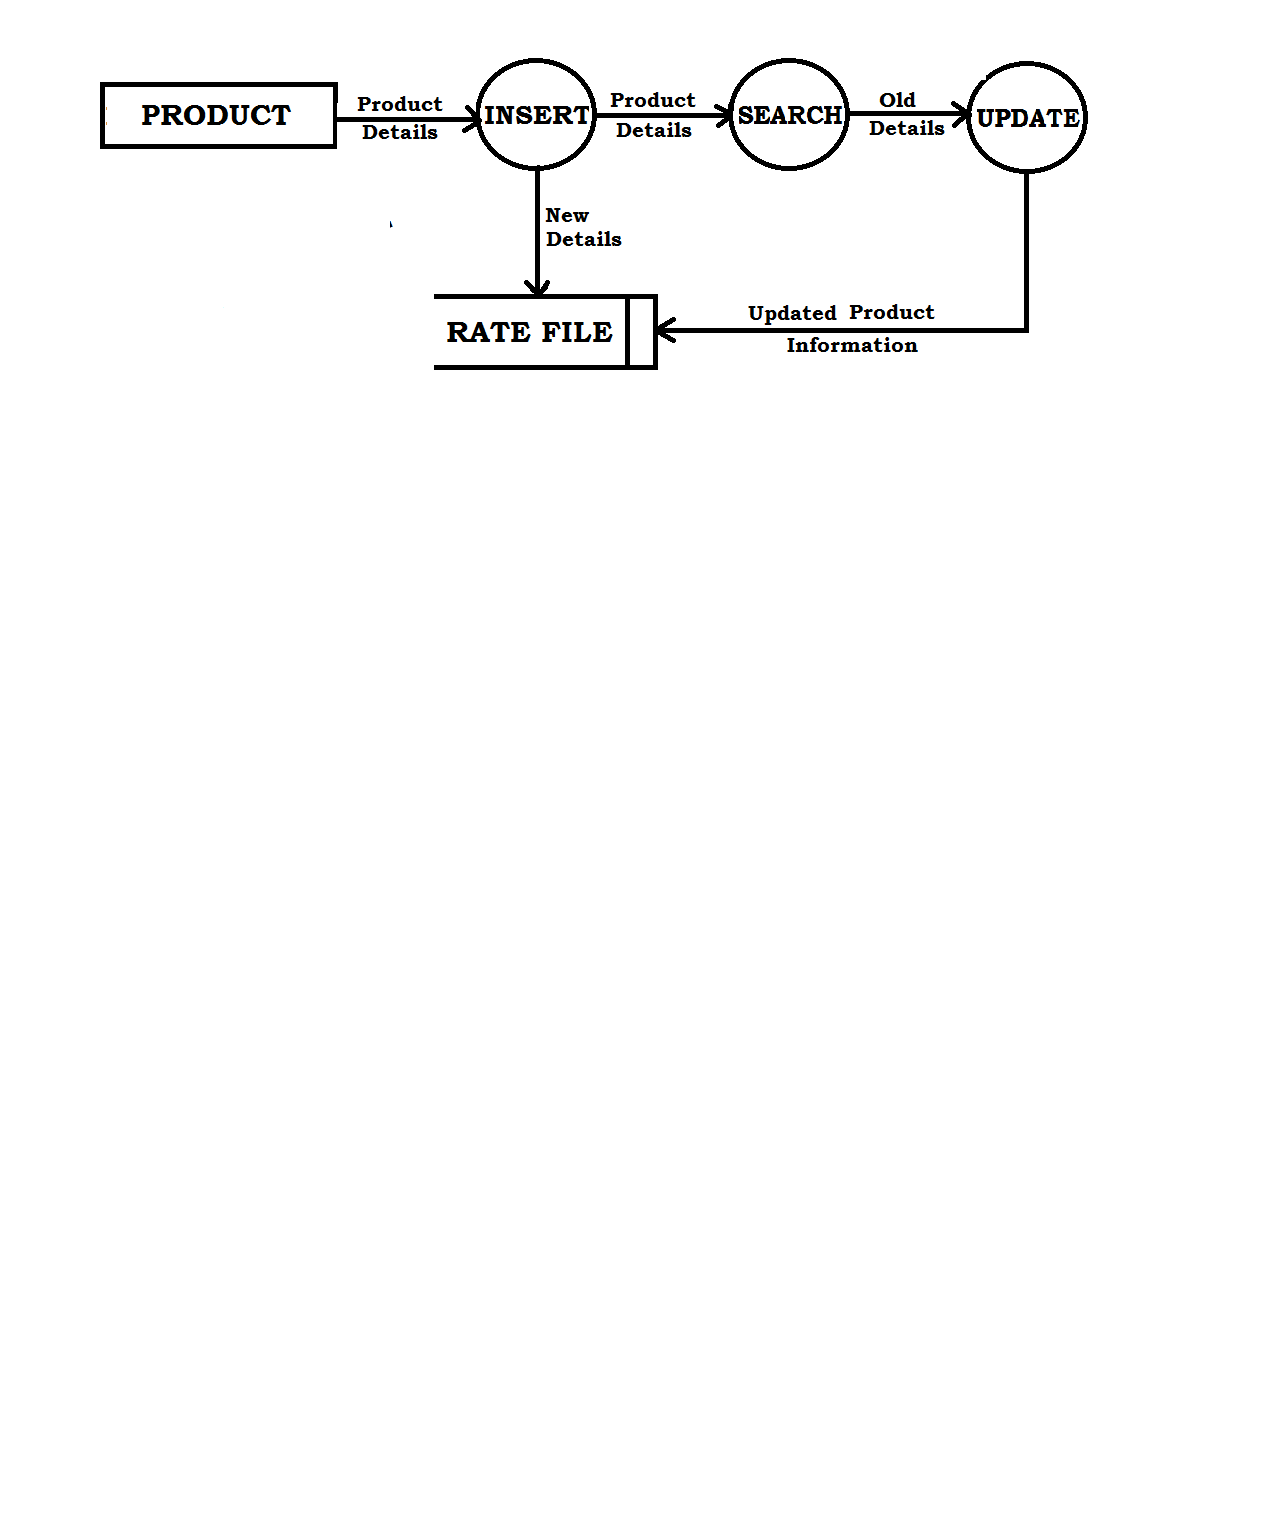 PRODUCT
Product
Details
INSERT
Product
Details
SEARCH
Old
Details
UPDATE
New
Details
RATE FILE
Updated Product
Information